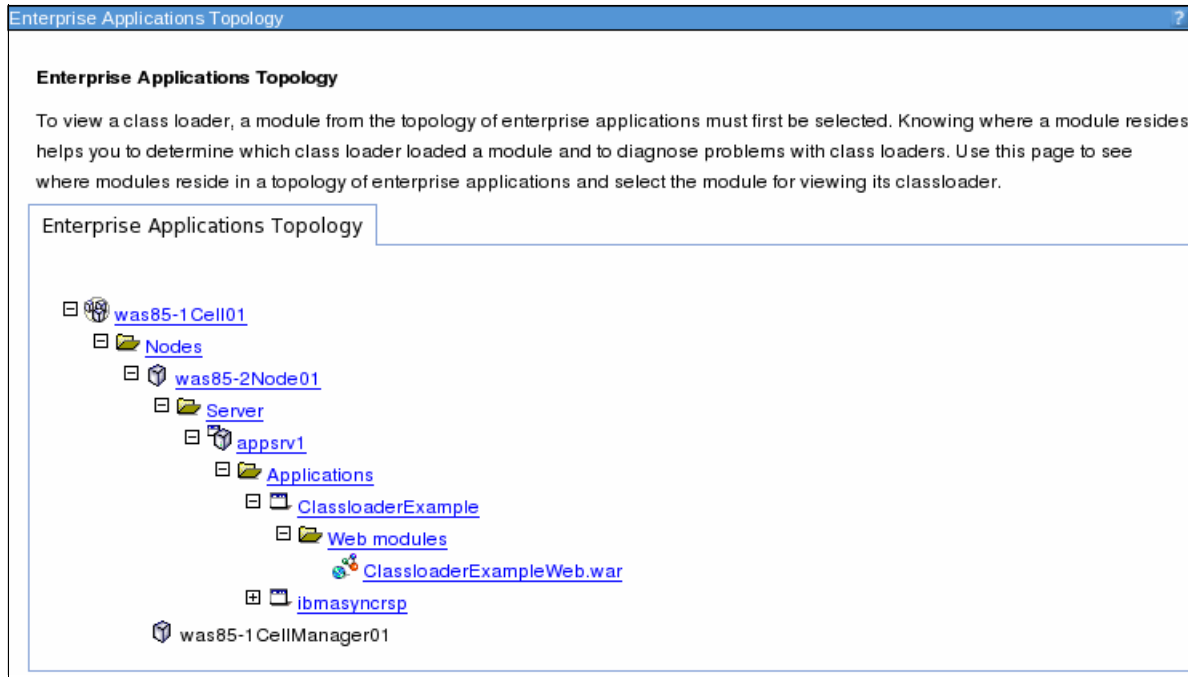 Enterprise Applications Topology ?
Enterprise Applications Topology
To view a class loader, a module from the topology of enterprise applications must first be selected. Knowing where a module resides
helps you to determine which class loader loaded a module and to diagnose problems with class loaders. Use this page to see
where modules reside in a topology of enterprise applications and select the module for viewing its classloader.
Enterprise Applications Topology
was85-1Cell01
Nodes
was85-2Node01
Server
appsrv1
Applications
ClassloaderExample
Web modules
ClassloaderExampleWeb.war
ibmasyncrsp
was85-1CellManager01